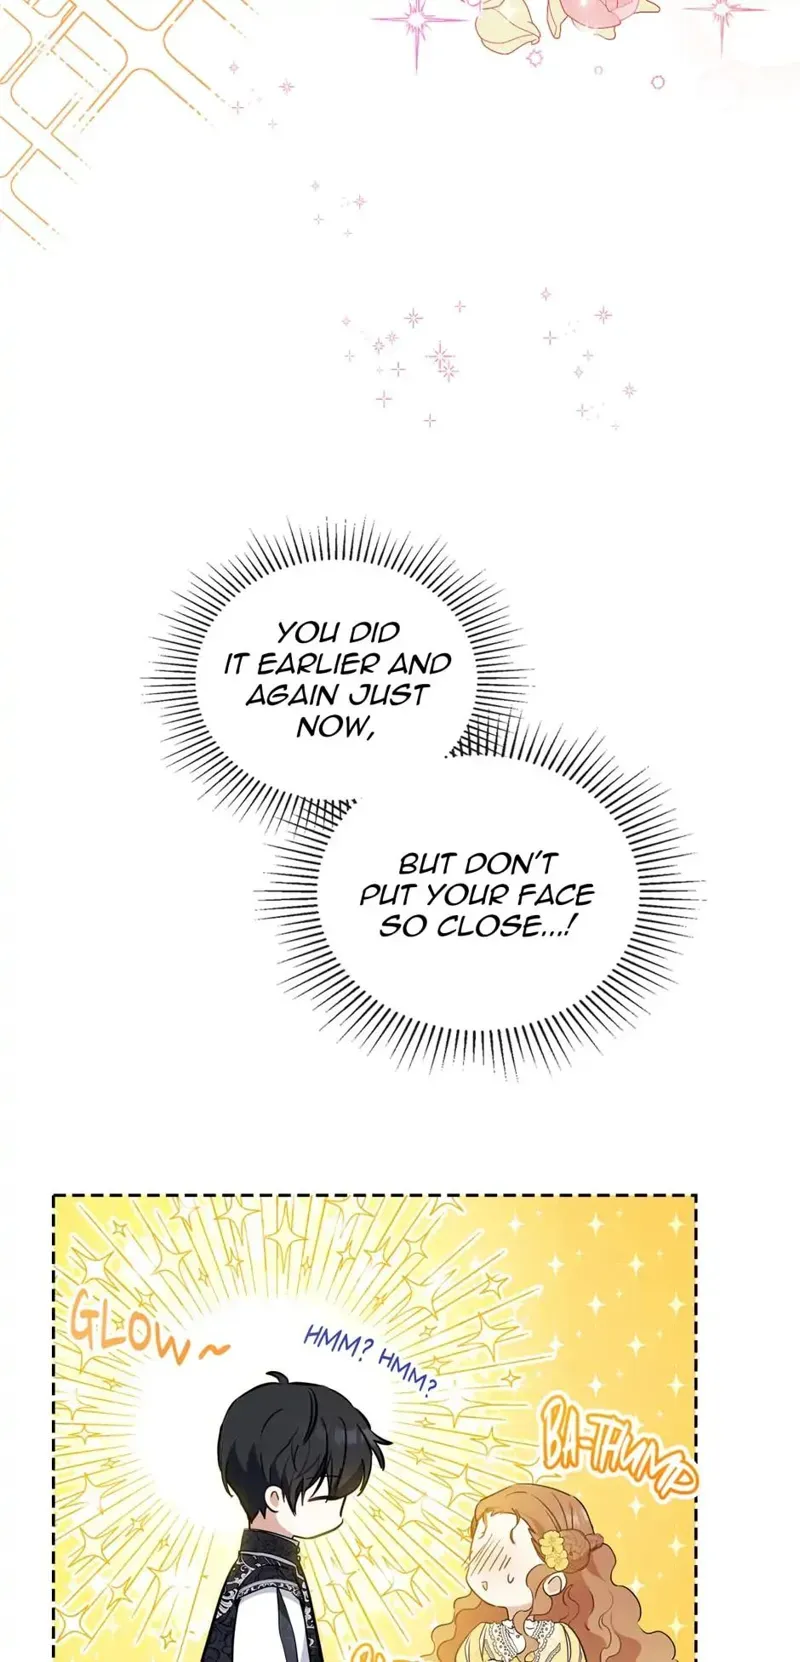 YOU DID
IT EARLIER AND
AGAIN JUST
NOW,
BUT DON'T
PUT YOUR FACE
SO CLOSE...!
GLOW~
HMM? HMM?
BA-THUMP